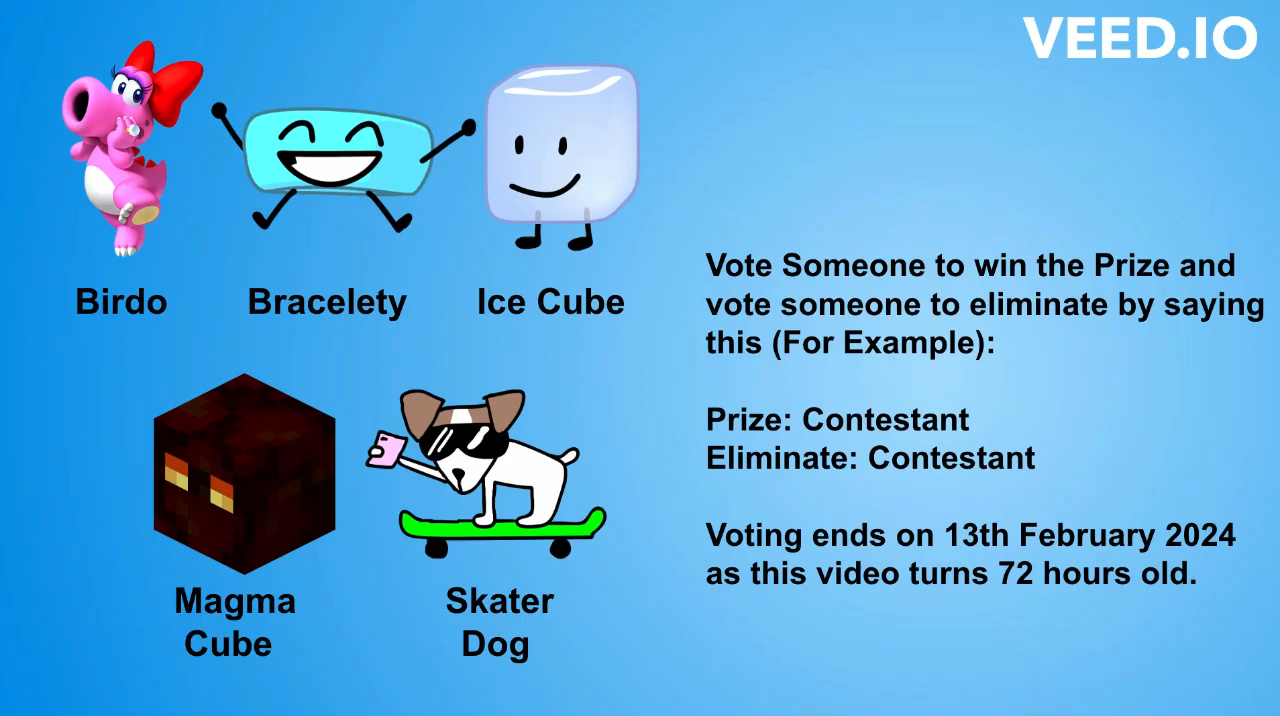 VEED.IO
Birdo
Bracelety
Ice Cube
Vote Someone to win the Prize and
vote someone to eliminate by saying
this (For Example):
Prize: Contestant
Eliminate: Contestant
Voting ends on 13th February 2024
as this video turns 72 hours old.
Magma
Cube
Skater
Dog